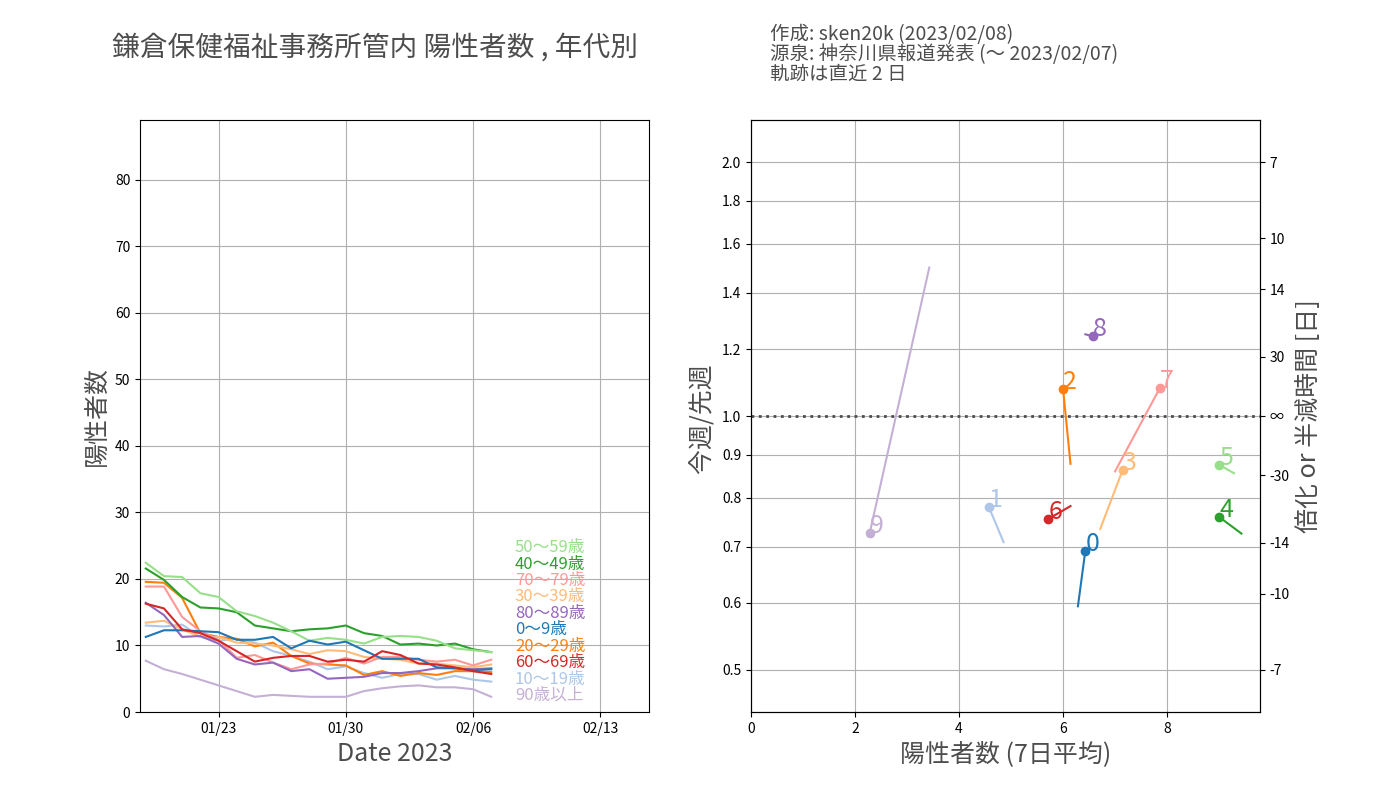 鎌倉保健福祉事務所管内 陽性者数 , 年代別
作成: sken20k (2023/02/08)
源泉: 神奈川県報道発表 (〜 2023/02/07)
軌跡は直近 2 日
陽性者数
80
70
60
50
40
30
20
10
0
50〜59歳
40〜49歳
70〜79歳
30〜39歳
80〜89歳
0〜9歳
20〜29歳
60〜69歳
10〜19歳
90歳以上
01/23
01/30
02/06
02/13
Date 2023
今週/先週
2.0
1.8
1.6
1.4
1.2
1.0
0.9
0.8
0.7
0.6
0.5
8
2
7
3
5
1
9
6
4
0
0
2
4
6
8
陽性者数 (7日平均)
7
10
14
30
∞
-30
-14
-10
-7
倍化 or 半減時間 [日]